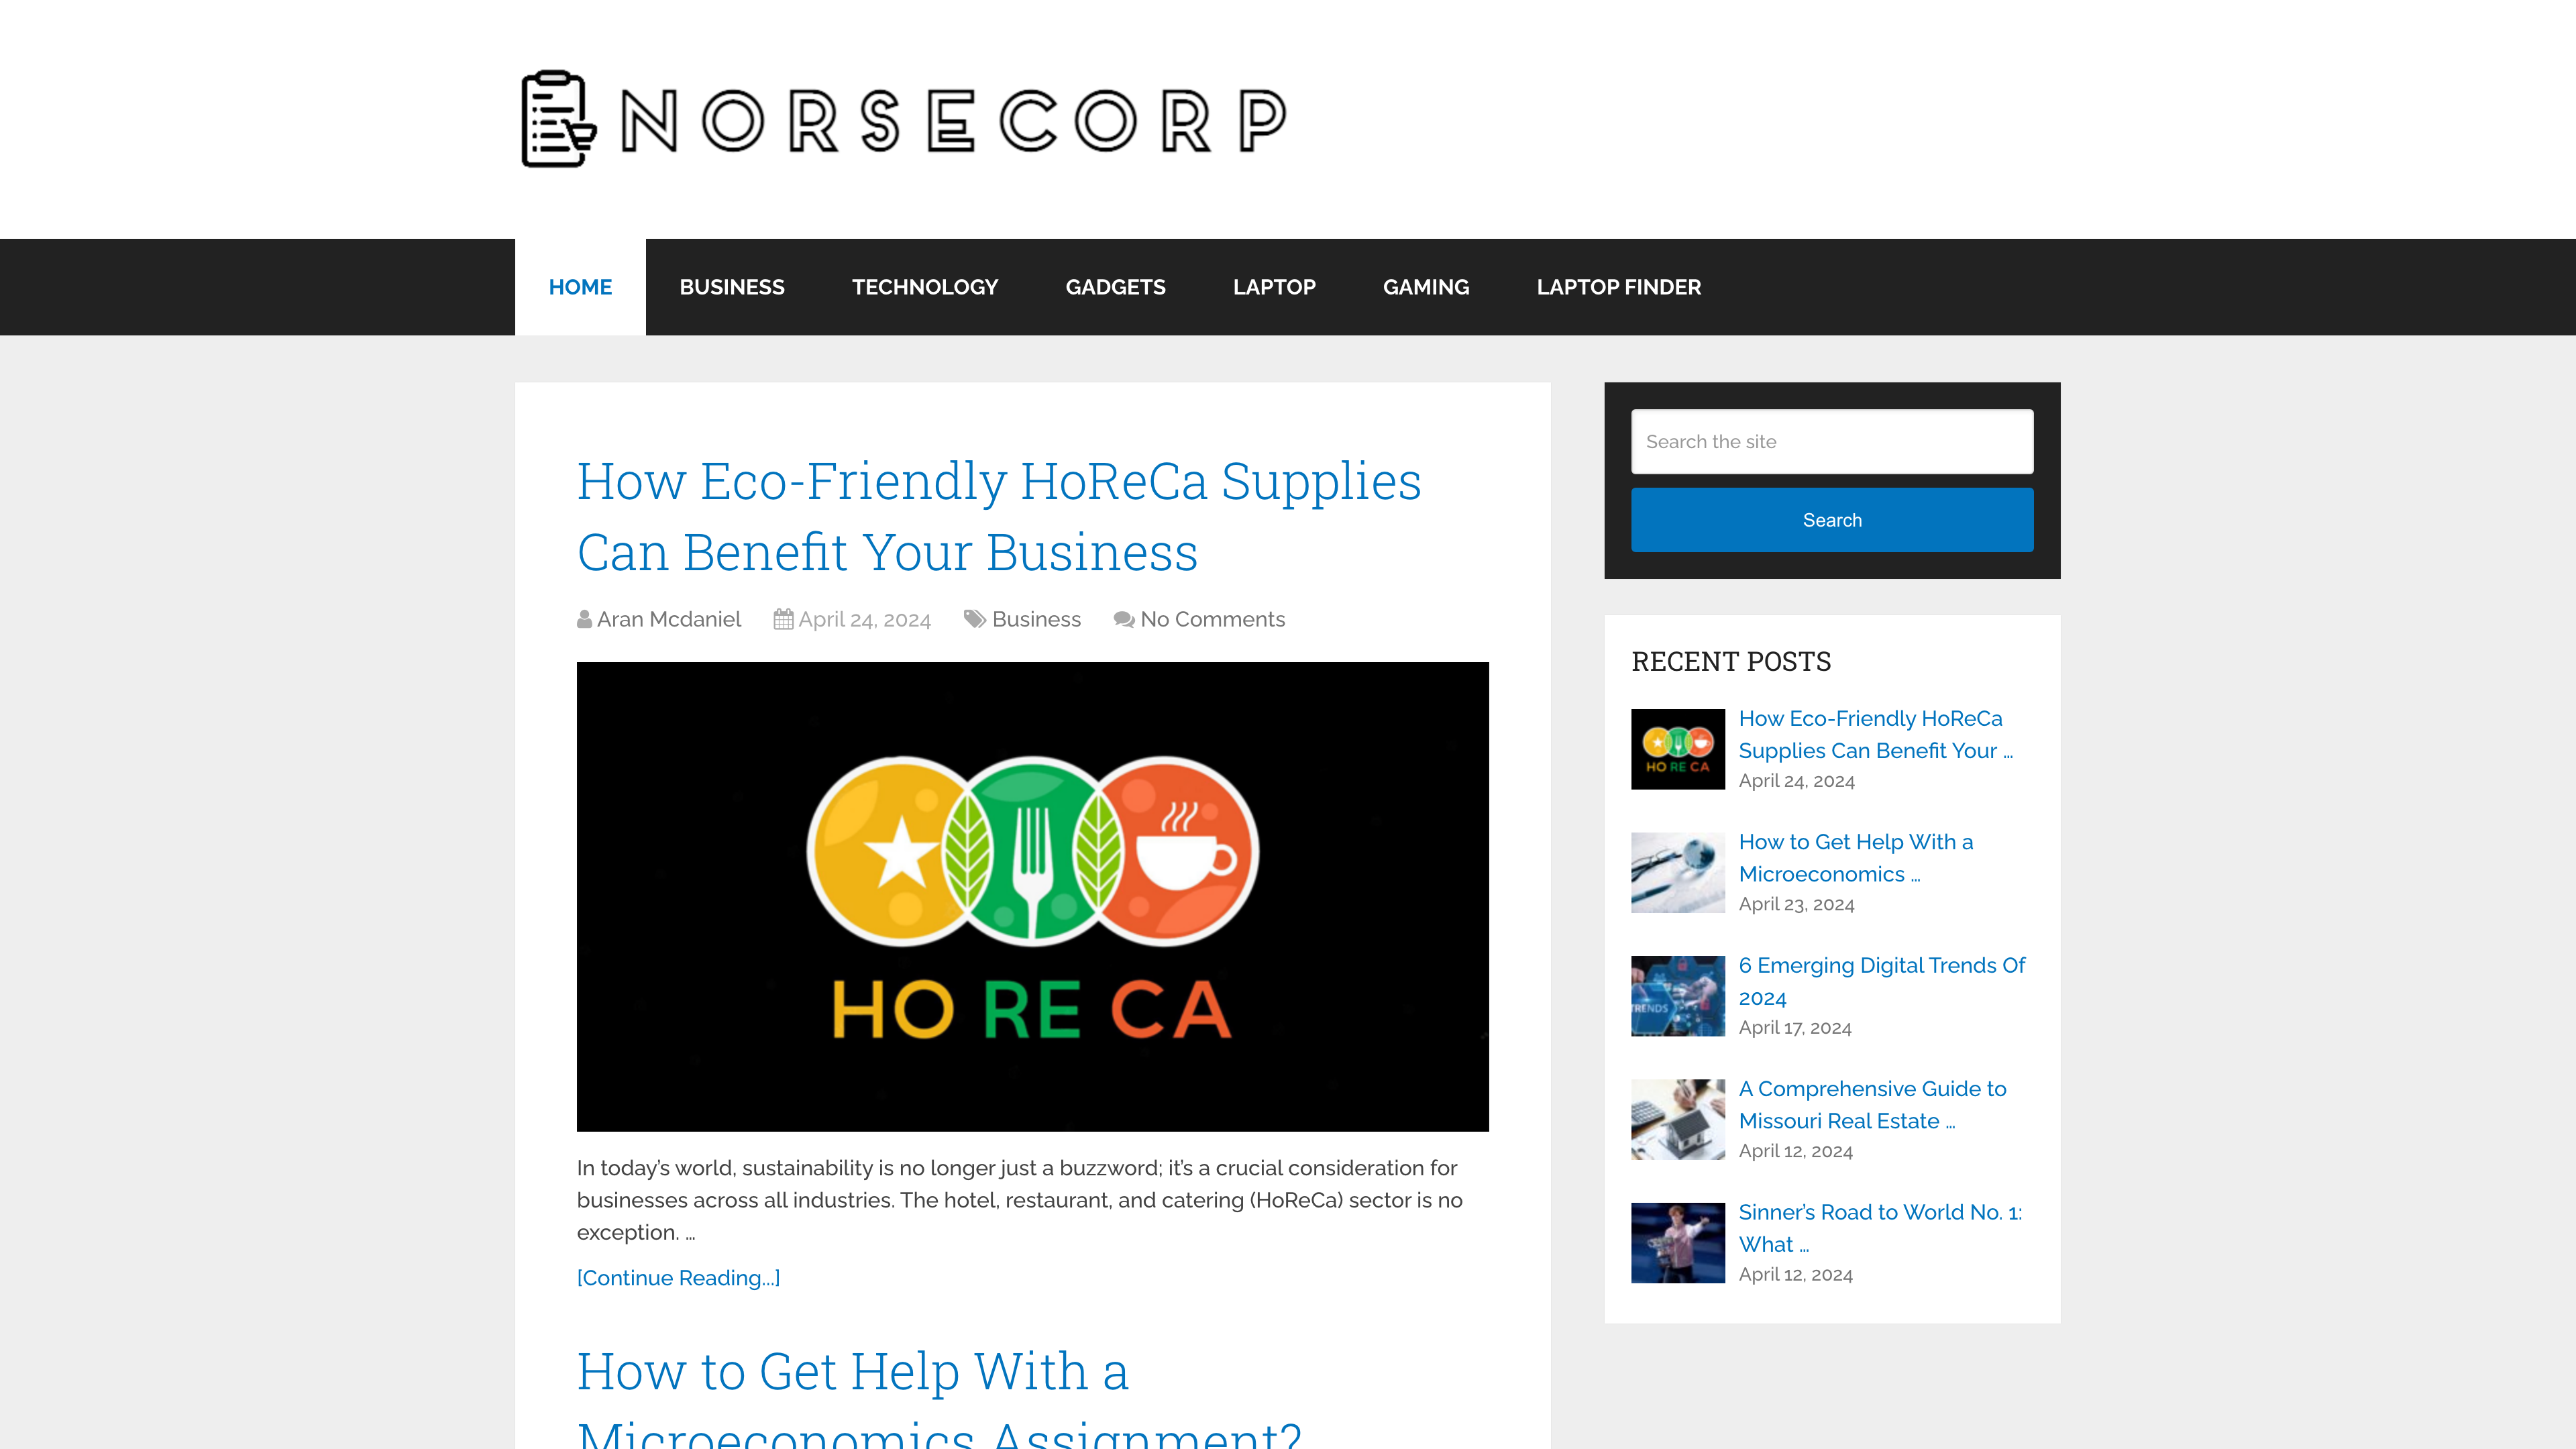 NORSECORP
HOME BUSINESS TECHNOLOGY GADGETS LAPTOP GAMING LAPTOP FINDER
How Eco-Friendly HoReCa Supplies
Can Benefit Your Business
Aran Mcdaniel April 24, 2024 Business No Comments
HO RE CA
In today’s world, sustainability is no longer just a buzzword; it’s a crucial consideration for
businesses across all industries. The hotel, restaurant, and catering (HoReCa) sector is no
exception. …
[Continue Reading...]
How to Get Help With a
Microeconomics Assignment?
Search the site
Search
RECENT POSTS
HO RE CA
How Eco-Friendly HoReCa
Supplies Can Benefit Your …
April 24, 2024
How to Get Help With a
Microeconomics …
April 23, 2024
TRENDS
6 Emerging Digital Trends Of
2024
April 17, 2024
A Comprehensive Guide to
Missouri Real Estate …
April 12, 2024
Sinner’s Road to World No. 1:
What …
April 12, 2024